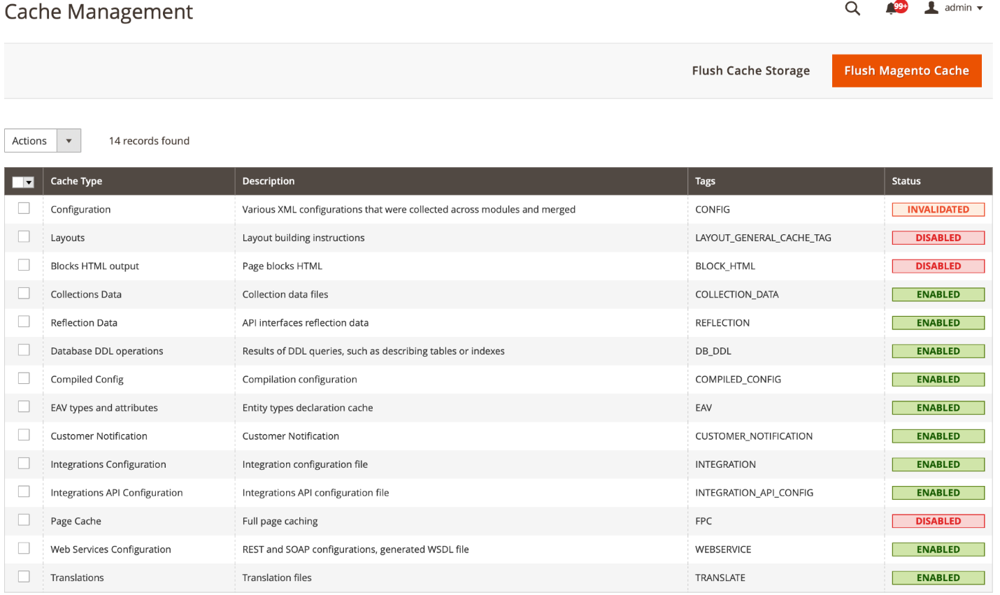 Cache Management
99+
admin
Flush Cache Storage
Flush Magento Cache
Actions
14 records found
Cache Type Description Tags Status
Configuration Various XML configurations that were collected across modules and merged CONFIG INVALIDATED
Layouts Layout building instructions LAYOUT_GENERAL_CACHE_TAG DISABLED
Blocks HTML output Page blocks HTML BLOCK_HTML DISABLED
Collections Data Collection data files COLLECTION_DATA ENABLED
Reflection Data API interfaces reflection data REFLECTION ENABLED
Database DDL operations Results of DDL queries, such as describing tables or indexes DB_DDL ENABLED
Compiled Config Compilation configuration COMPILED_CONFIG ENABLED
EAV types and attributes Entity types declaration cache EAV ENABLED
Customer Notification Customer Notification CUSTOMER_NOTIFICATION ENABLED
Integrations Configuration Integration configuration file INTEGRATION ENABLED
Integrations API Configuration Integrations API configuration file INTEGRATION_API_CONFIG ENABLED
Page Cache Full page caching FPC DISABLED
Web Services Configuration REST and SOAP configurations, generated WSDL file WEBSERVICE ENABLED
Translations Translation files TRANSLATE ENABLED